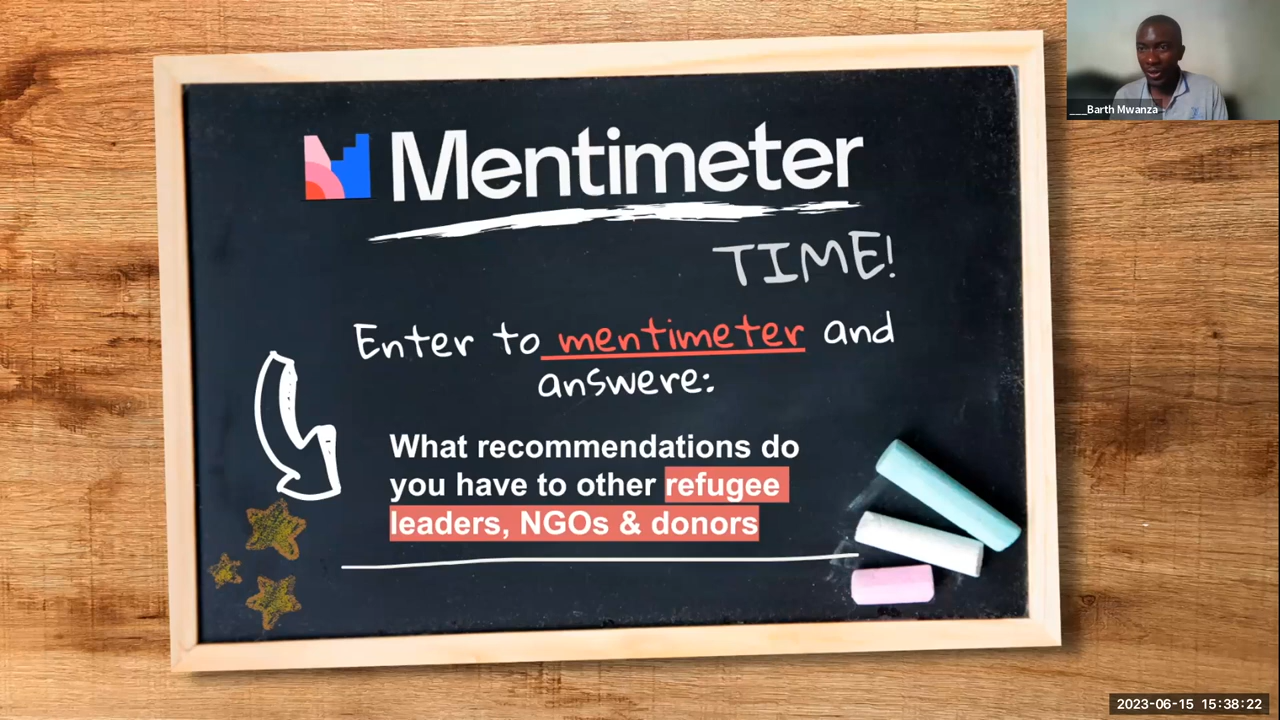 ___Barth Mwanza
Mentimeter
TIME!
Enter to mentimeter and
answere:
What recommendations do
you have to other refugee
leaders, NGOs & donors
2023-06-15 15:38:22